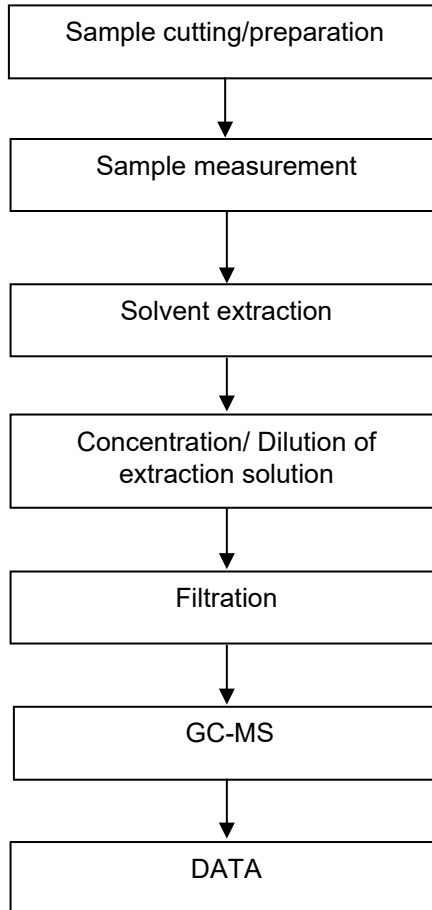 Sample cutting/preparation
Sample measurement
Solvent extraction
Concentration/ Dilution of
extraction solution
Filtration
GC-MS
DATA